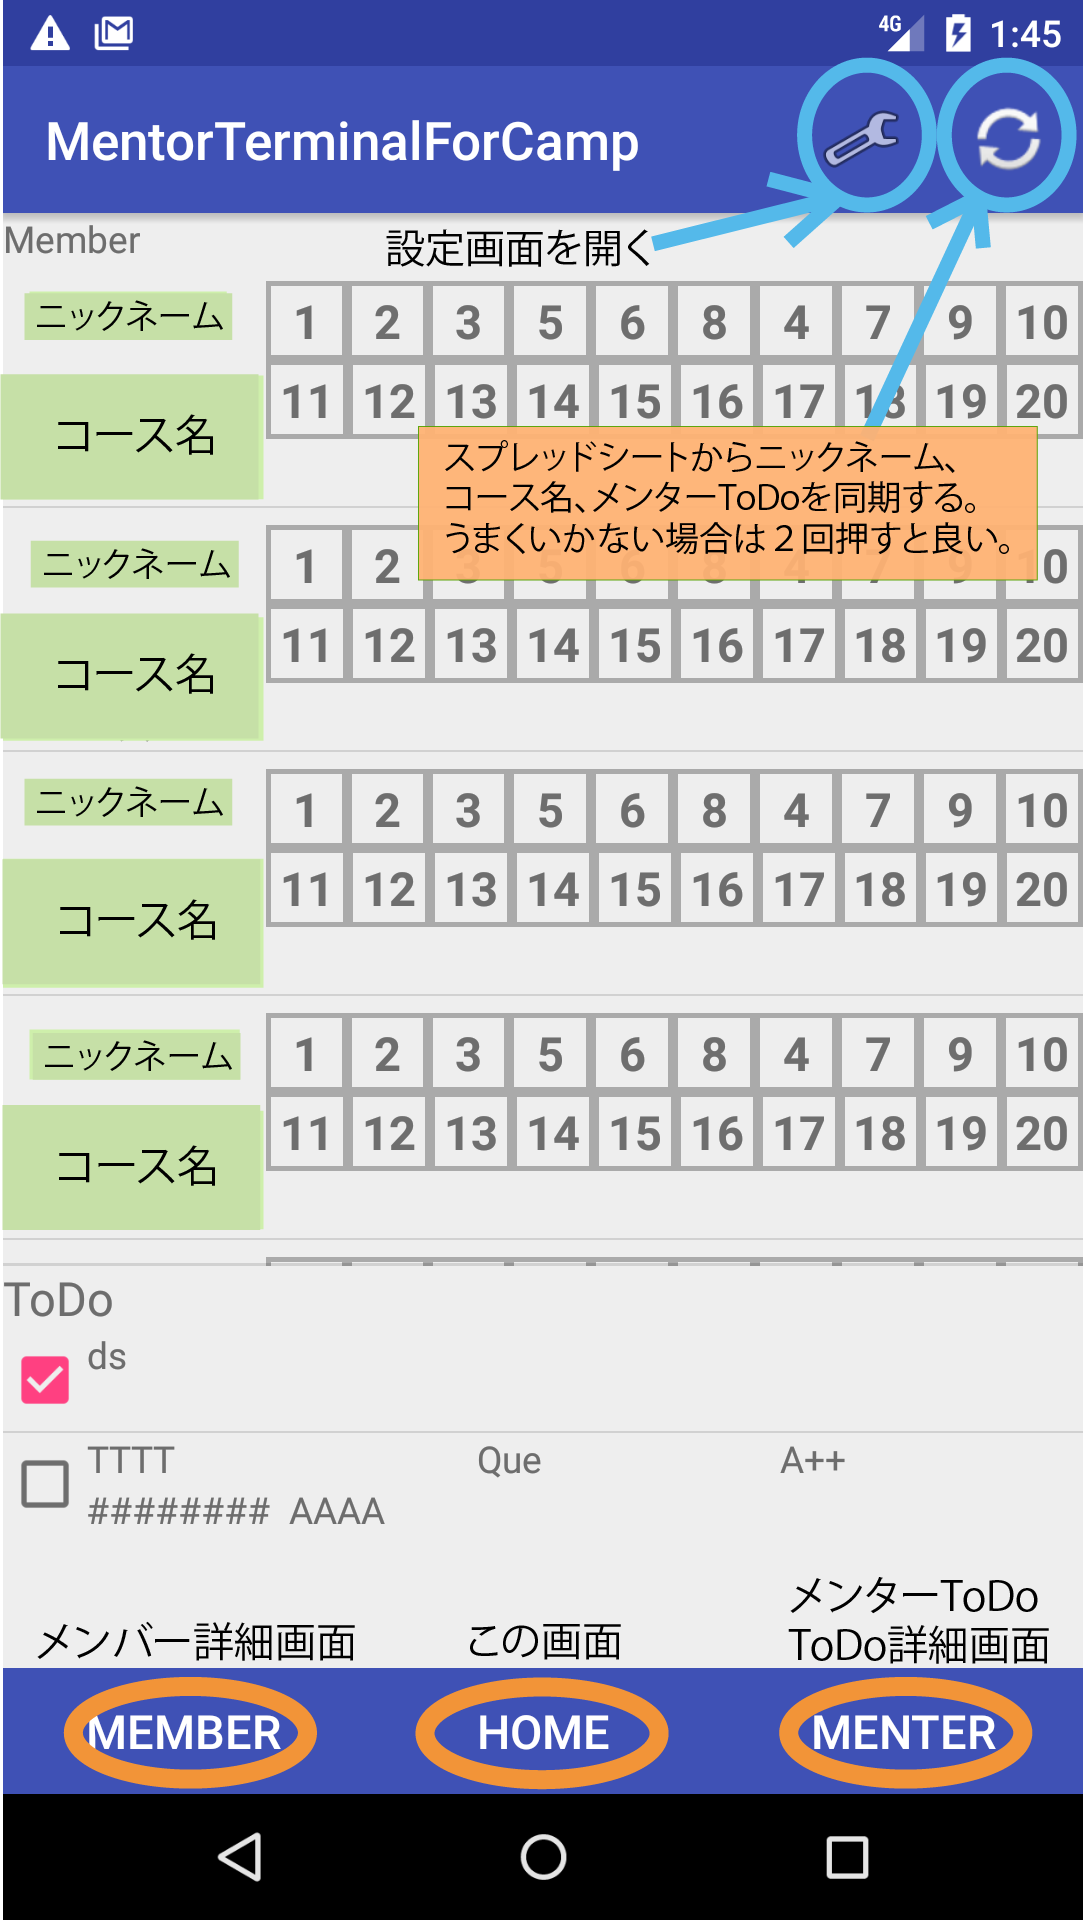 4G 1:45
MentorTerminalForCamp
Member
設定画面を開く
ニックネーム
1 2 3 5 6 8 4 7 9 10
コース名
11 12 13 14 15 16 17 18 19 20
スプレッドシートからニックネーム、
コース名、メンターToDoを同期する。
うまくいかない場合は２回押すと良い。
ニックネーム
1 2 3 5 6 8 4 7 9 10
コース名
11 12 13 14 15 16 17 18 19 20
ニックネーム
1 2 3 5 6 8 4 7 9 10
コース名
11 12 13 14 15 16 17 18 19 20
ニックネーム
1 2 3 5 6 8 4 7 9 10
コース名
11 12 13 14 15 16 17 18 19 20
ToDo
ds
TTTT Que A++
######## AAAA
メンバー詳細画面
この画面
メンターToDo
ToDo詳細画面
MEMBER HOME MENTER